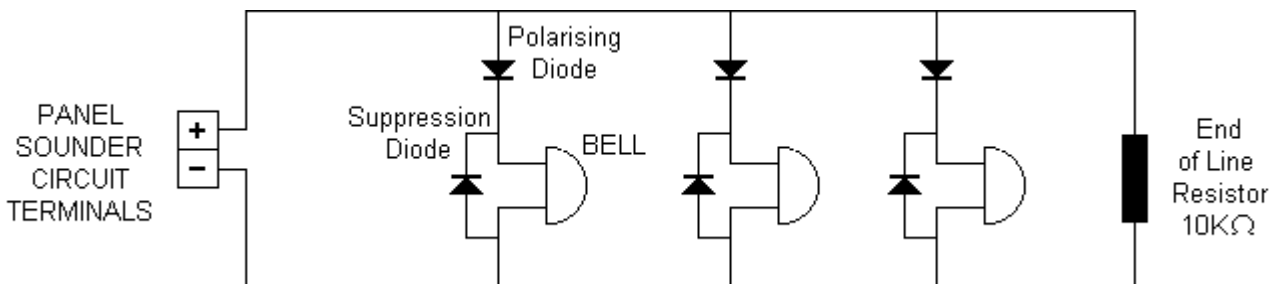 PANEL
SOUNDER
CIRCUIT
TERMINALS
+
−
Polarising
Diode
Suppression
Diode
BELL
End
of Line
Resistor
10KΩ